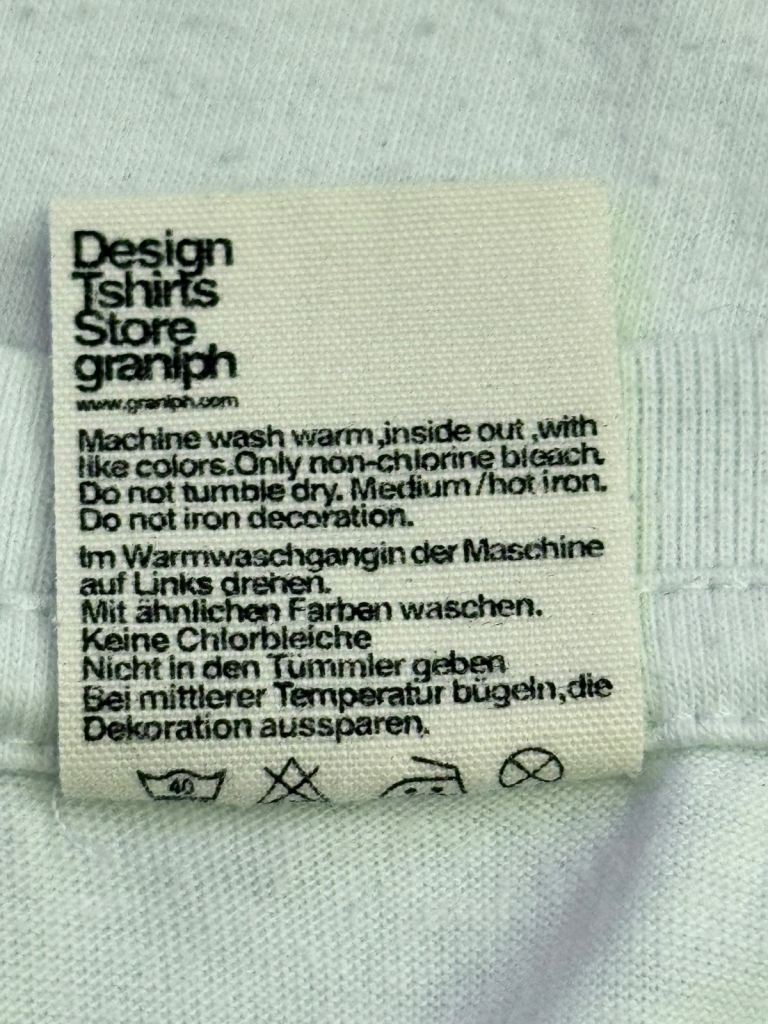 Design
Tshirts
Store
graniph
www.graniph.com
Machine wash warm,inside out ,with
like colors.Only non-chlorine bleach.
Do not tumble dry. Medium/hot iron.
Do not iron decoration.
Im Warmwaschgangin der Maschine
auf Links drehen.
Mit ähnlichen Farben waschen.
Keine Chlorbleiche
Nicht in den Tümmler geben
Bei mittlerer Temperatur bügeln,die
Dekoration aussparen.
40